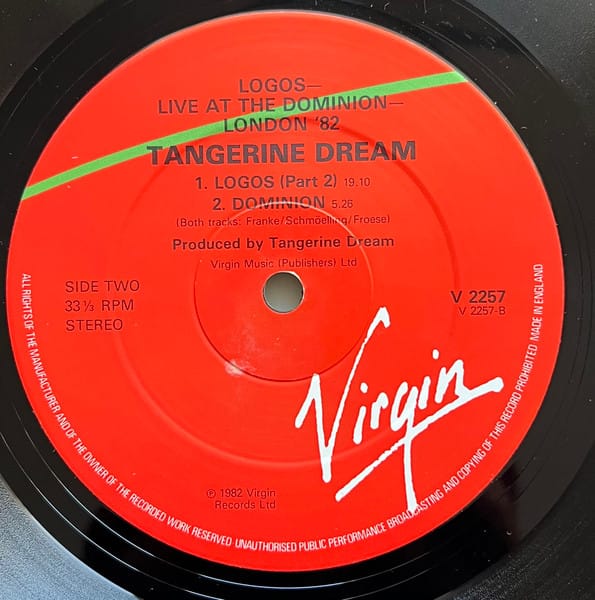 LOGOS—
LIVE AT THE DOMINION—
LONDON '82
TANGERINE DREAM
1. LOGOS (Part 2) 19.10
2. DOMINION 5.26
(Both tracks: Franke/Schmöelling/Froese)
Produced by Tangerine Dream
Virgin Music (Publishers) Ltd
SIDE TWO
33⅓ RPM
STEREO
V 2257
V 2257-B
Virgin
℗ 1982 Virgin
Records Ltd
ALL RIGHTS OF THE MANUFACTURER AND OF THE OWNER OF THE RECORDED WORK RESERVED UNAUTHORISED PUBLIC PERFORMANCE BROADCASTING AND COPYING OF THIS RECORD PROHIBITED MADE IN ENGLAND